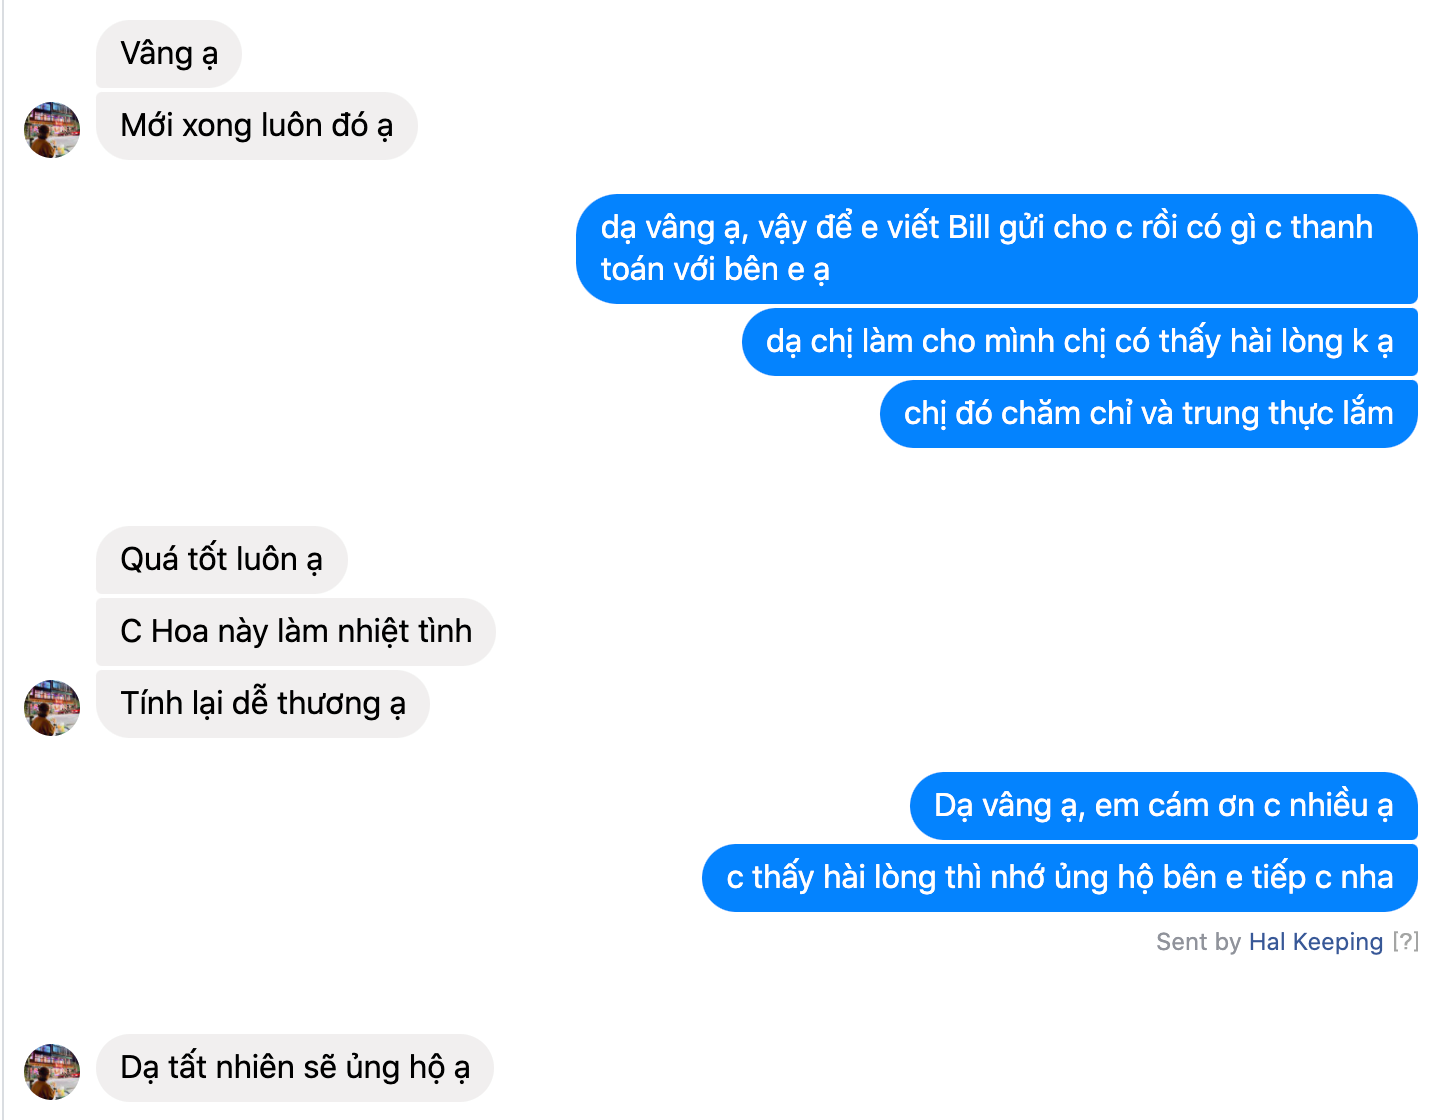 Vâng ạ
Mới xong luôn đó ạ
dạ vâng ạ, vậy để e viết Bill gửi cho c rồi có gì c thanh
toán với bên e ạ
dạ chị làm cho mình chị có thấy hài lòng k ạ
chị đó chăm chỉ và trung thực lắm
Quá tốt luôn ạ
C Hoa này làm nhiệt tình
Tính lại dễ thương ạ
Dạ vâng ạ, em cám ơn c nhiều ạ
c thấy hài lòng thì nhớ ủng hộ bên e tiếp c nha
Sent by Hal Keeping [?]
Dạ tất nhiên sẽ ủng hộ ạ